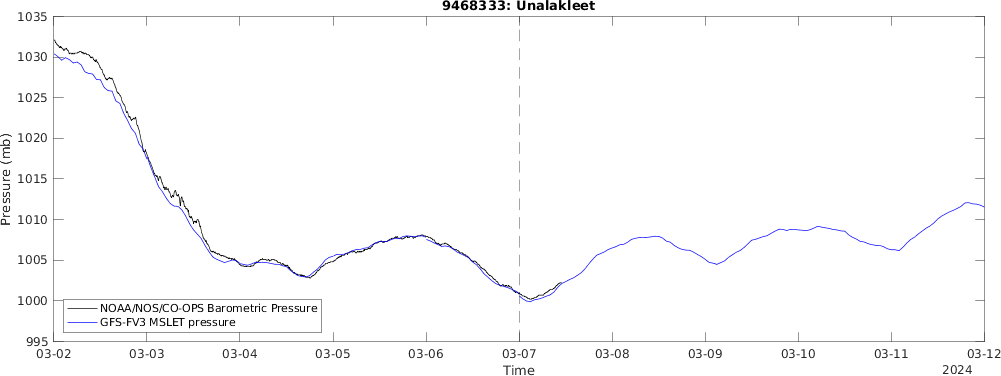 9468333: Unalakleet
1035
1030
1025
1020
1015
1010
1005
1000
995
Pressure (mb)
NOAA/NOS/CO-OPS Barometric Pressure
GFS-FV3 MSLET pressure
03-02 03-03 03-04 03-05 03-06 03-07 03-08 03-09 03-10 03-11 03-12
Time
2024